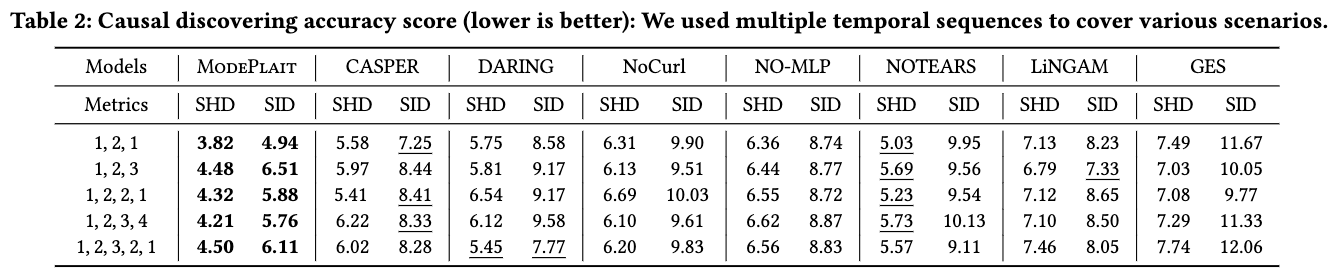 Table 2: Causal discovering accuracy score (lower is better): We used multiple temporal sequences to cover various scenarios.
Models ModePlait CASPER DARING NoCurl NO-MLP NOTEARS LiNGAM GES
Metrics SHD SID SHD SID SHD SID SHD SID SHD SID SHD SID SHD SID SHD SID
1, 2, 1 3.82 4.94 5.58 7.25 5.75 8.58 6.31 9.90 6.36 8.74 5.03 9.95 7.13 8.23 7.49 11.67
1, 2, 3 4.48 6.51 5.97 8.44 5.81 9.17 6.13 9.51 6.44 8.77 5.69 9.56 6.79 7.33 7.03 10.05
1, 2, 2, 1 4.32 5.88 5.41 8.41 6.54 9.17 6.69 10.03 6.55 8.72 5.23 9.54 7.12 8.65 7.08 9.77
1, 2, 3, 4 4.21 5.76 6.22 8.33 6.12 9.58 6.10 9.61 6.62 8.87 5.73 10.13 7.10 8.50 7.29 11.33
1, 2, 3, 2, 1 4.50 6.11 6.02 8.28 5.45 7.77 6.20 9.83 6.56 8.83 5.57 9.11 7.46 8.05 7.74 12.06